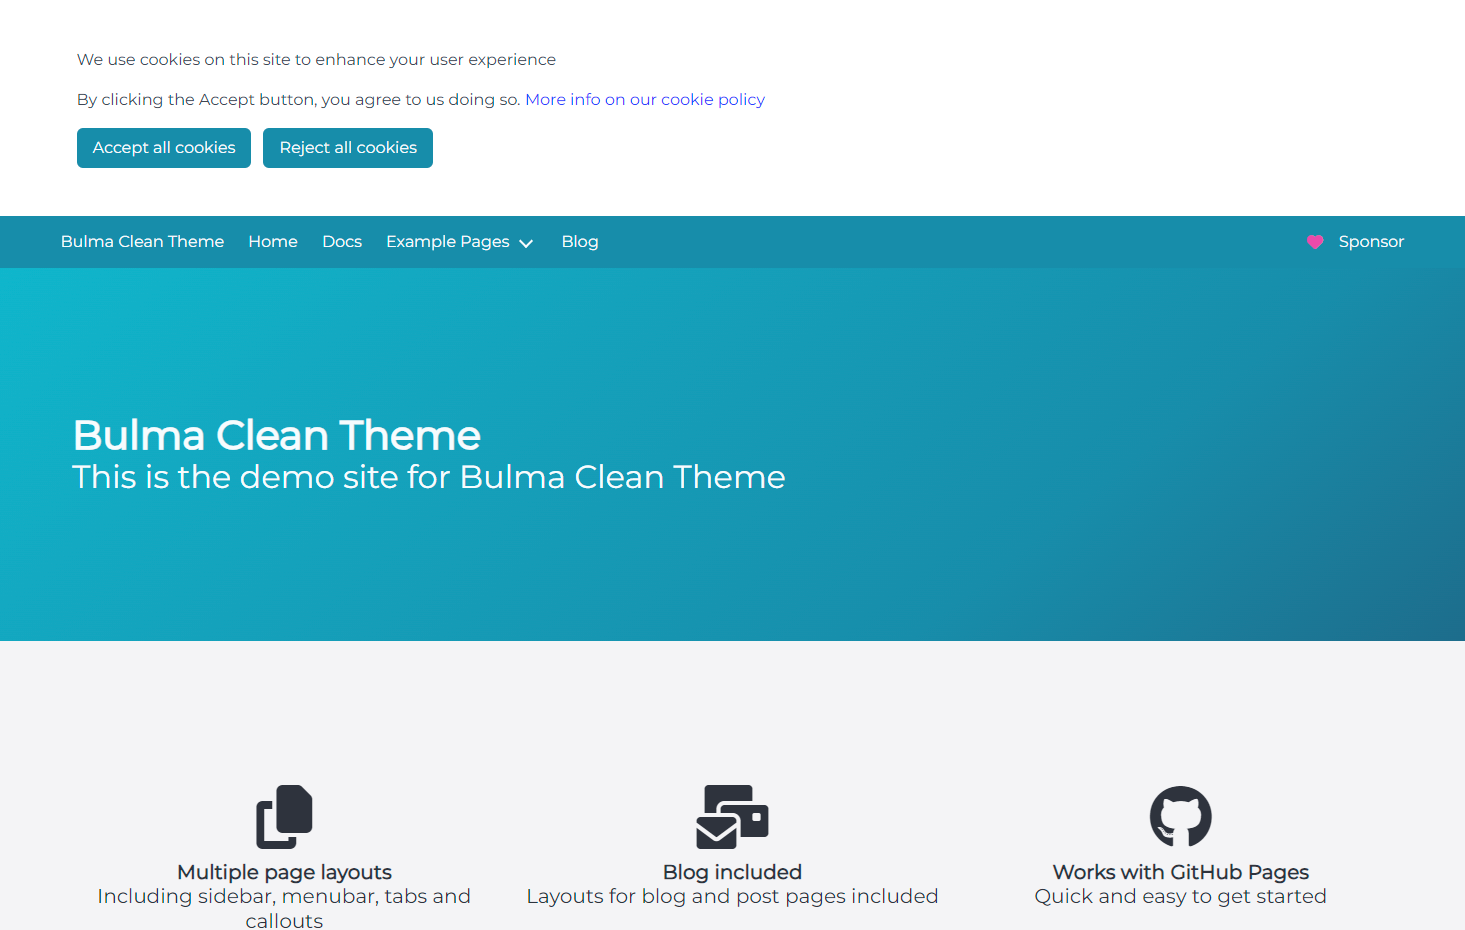 We use cookies on this site to enhance your user experience
By clicking the Accept button, you agree to us doing so. More info on our cookie policy
Accept all cookies Reject all cookies
Bulma Clean Theme Home Docs Example Pages Blog Sponsor
Bulma Clean Theme
This is the demo site for Bulma Clean Theme
Multiple page layouts
Including sidebar, menubar, tabs and
callouts
Blog included
Layouts for blog and post pages included
Works with GitHub Pages
Quick and easy to get started